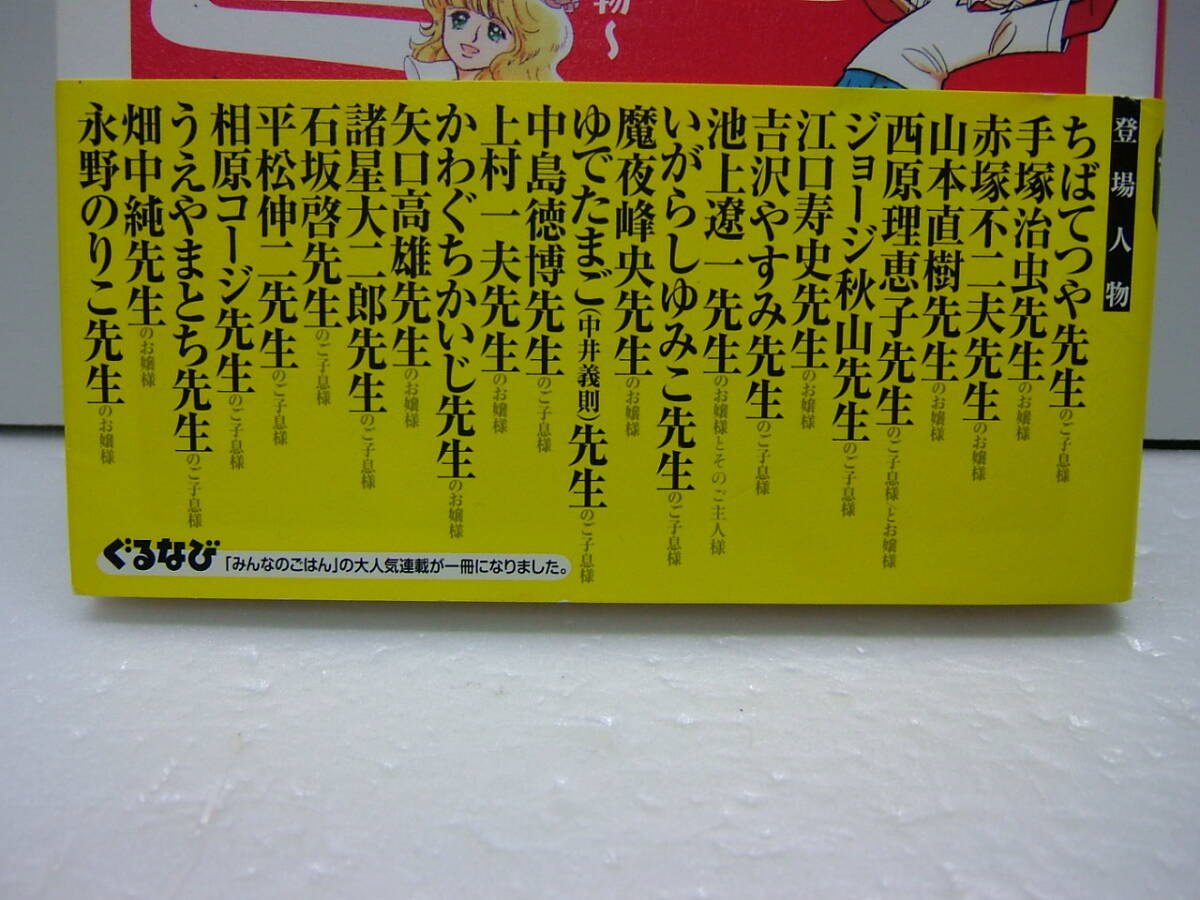 物〜
登場人物
ちばてつや先生のご子息様
手塚治虫先生のお嬢様
赤塚不二夫先生のお嬢様
山本直樹先生のお嬢様
西原理恵子先生のご子息様(とお嬢様
ジョージ秋山先生のご子息様
江口寿史先生のお嬢様
吉沢やすみ先生のご子息様
池上遼一先生のお嬢様とそのご主人様
いがらしゆみこ先生のご子息様
魔夜峰央先生のお嬢様
ゆでたまご(中井義則)先生のご子息様
中島徳博先生のご子息様
上村一夫先生のお嬢様
かわぐちかいじ先生のお嬢様
矢口高雄先生のお嬢様
諸星大二郎先生のご子息様
石坂啓先生のご子息様
平松伸二先生のご子息様
相原コージ先生のご子息様
うえやまとち先生のご子息様
畑中純先生のお嬢様
永野のりこ先生のお嬢様
ぐるなび 「みんなのごはん」の大人気連載が一冊になりました。